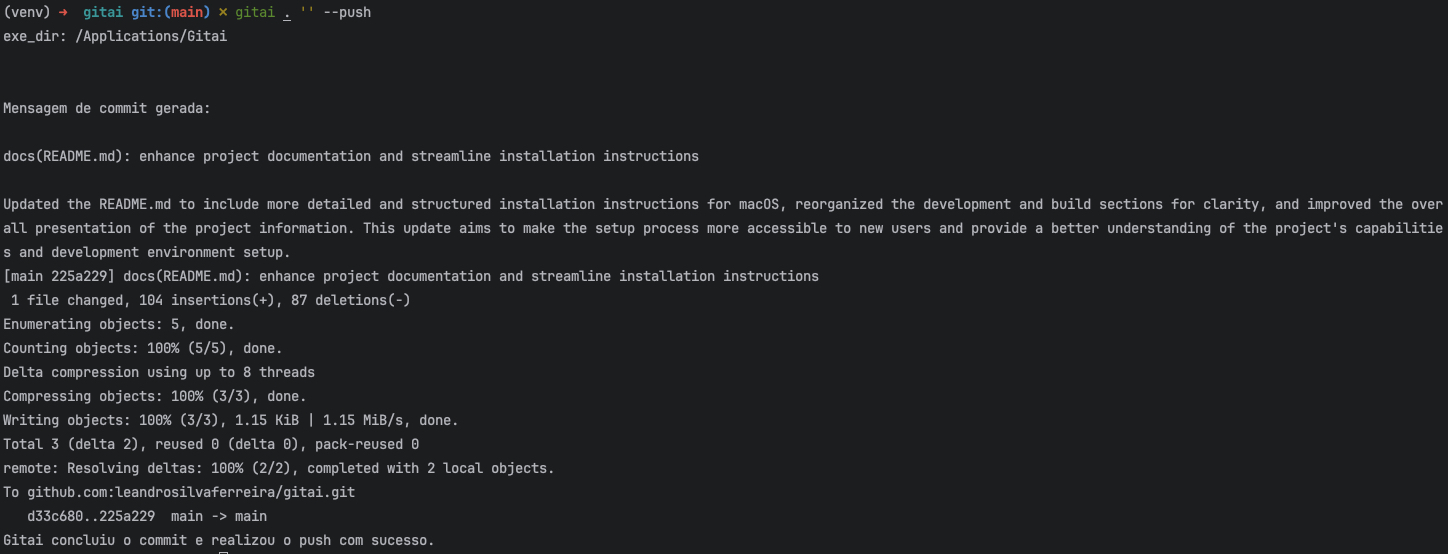 (venv) ➜  gitai git:(main) ✗ gitai . '' --push
exe_dir: /Applications/Gitai
Mensagem de commit gerada:
docs(README.md): enhance project documentation and streamline installation instructions
Updated the README.md to include more detailed and structured installation instructions for macOS, reorganized the development and build sections for clarity, and improved the over
all presentation of the project information. This update aims to make the setup process more accessible to new users and provide a better understanding of the project's capabilitie
s and development environment setup.
[main 225a229] docs(README.md): enhance project documentation and streamline installation instructions
 1 file changed, 104 insertions(+), 87 deletions(-)
Enumerating objects: 5, done.
Counting objects: 100% (5/5), done.
Delta compression using up to 8 threads
Compressing objects: 100% (3/3), done.
Writing objects: 100% (3/3), 1.15 KiB | 1.15 MiB/s, done.
Total 3 (delta 2), reused 0 (delta 0), pack-reused 0
remote: Resolving deltas: 100% (2/2), completed with 2 local objects.
To github.com:leandrosilvaferreira/gitai.git
   d33c680..225a229  main -> main
Gitai concluiu o commit e realizou o push com sucesso.